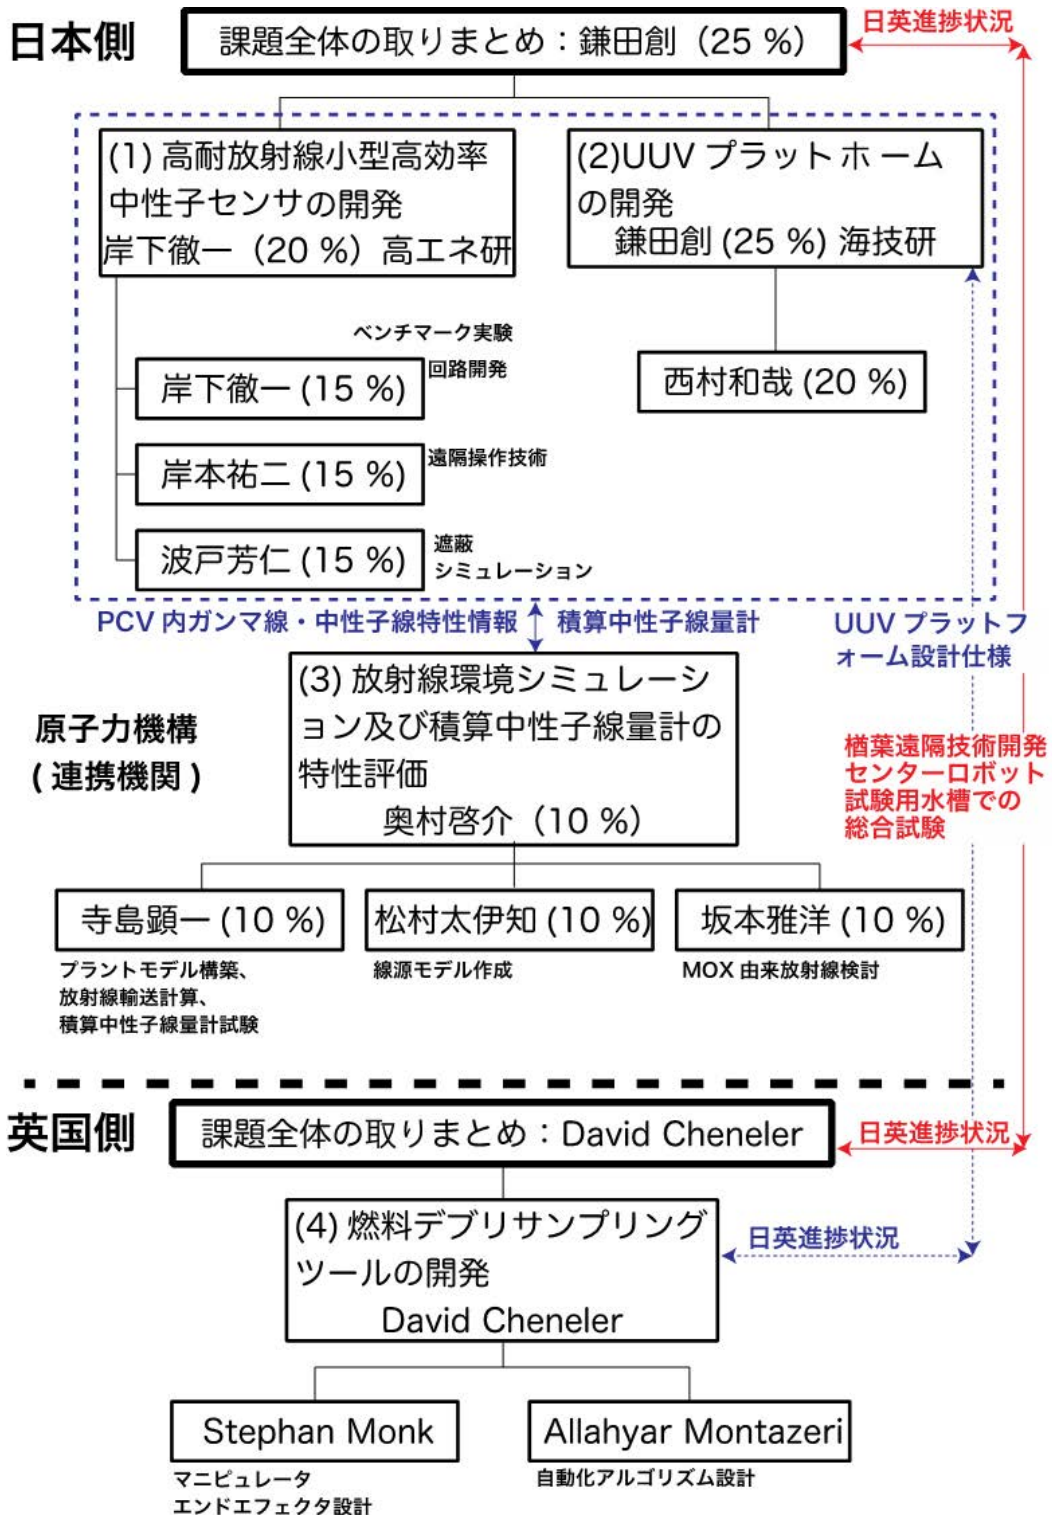 日本側
課題全体の取りまとめ：鎌田創（25 %）
日英進捗状況
(1) 高耐放射線小型高効率
中性子センサの開発
岸下徹一（20 %）高エネ研
(2)UUV プラットホーム
の開発
鎌田創 (25 %) 海技研
ベンチマーク実験
岸下徹一 (15 %)
回路開発
西村和哉 (20 %)
岸本祐二 (15 %)
遠隔操作技術
波戸芳仁 (15 %)
遮蔽
シミュレーション
PCV 内ガンマ線・中性子線特性情報
積算中性子線量計
UUV プラットフ
ォーム設計仕様
原子力機構
( 連携機関 )
(3) 放射線環境シミュレーシ
ョン及び積算中性子線量計の
特性評価
奥村啓介（10 %）
楢葉遠隔技術開発
センターロボット
試験用水槽での
総合試験
寺島顕一 (10 %)
松村太伊知 (10 %)
坂本雅洋 (10 %)
プラントモデル構築、
放射線輸送計算、
積算中性子線量計試験
線源モデル作成
MOX 由来放射線検討
英国側
課題全体の取りまとめ：David Cheneler
日英進捗状況
(4) 燃料デブリサンプリング
ツールの開発
David Cheneler
日英進捗状況
Stephan Monk
Allahyar Montazeri
マニピュレータ
エンドエフェクタ設計
自動化アルゴリズム設計